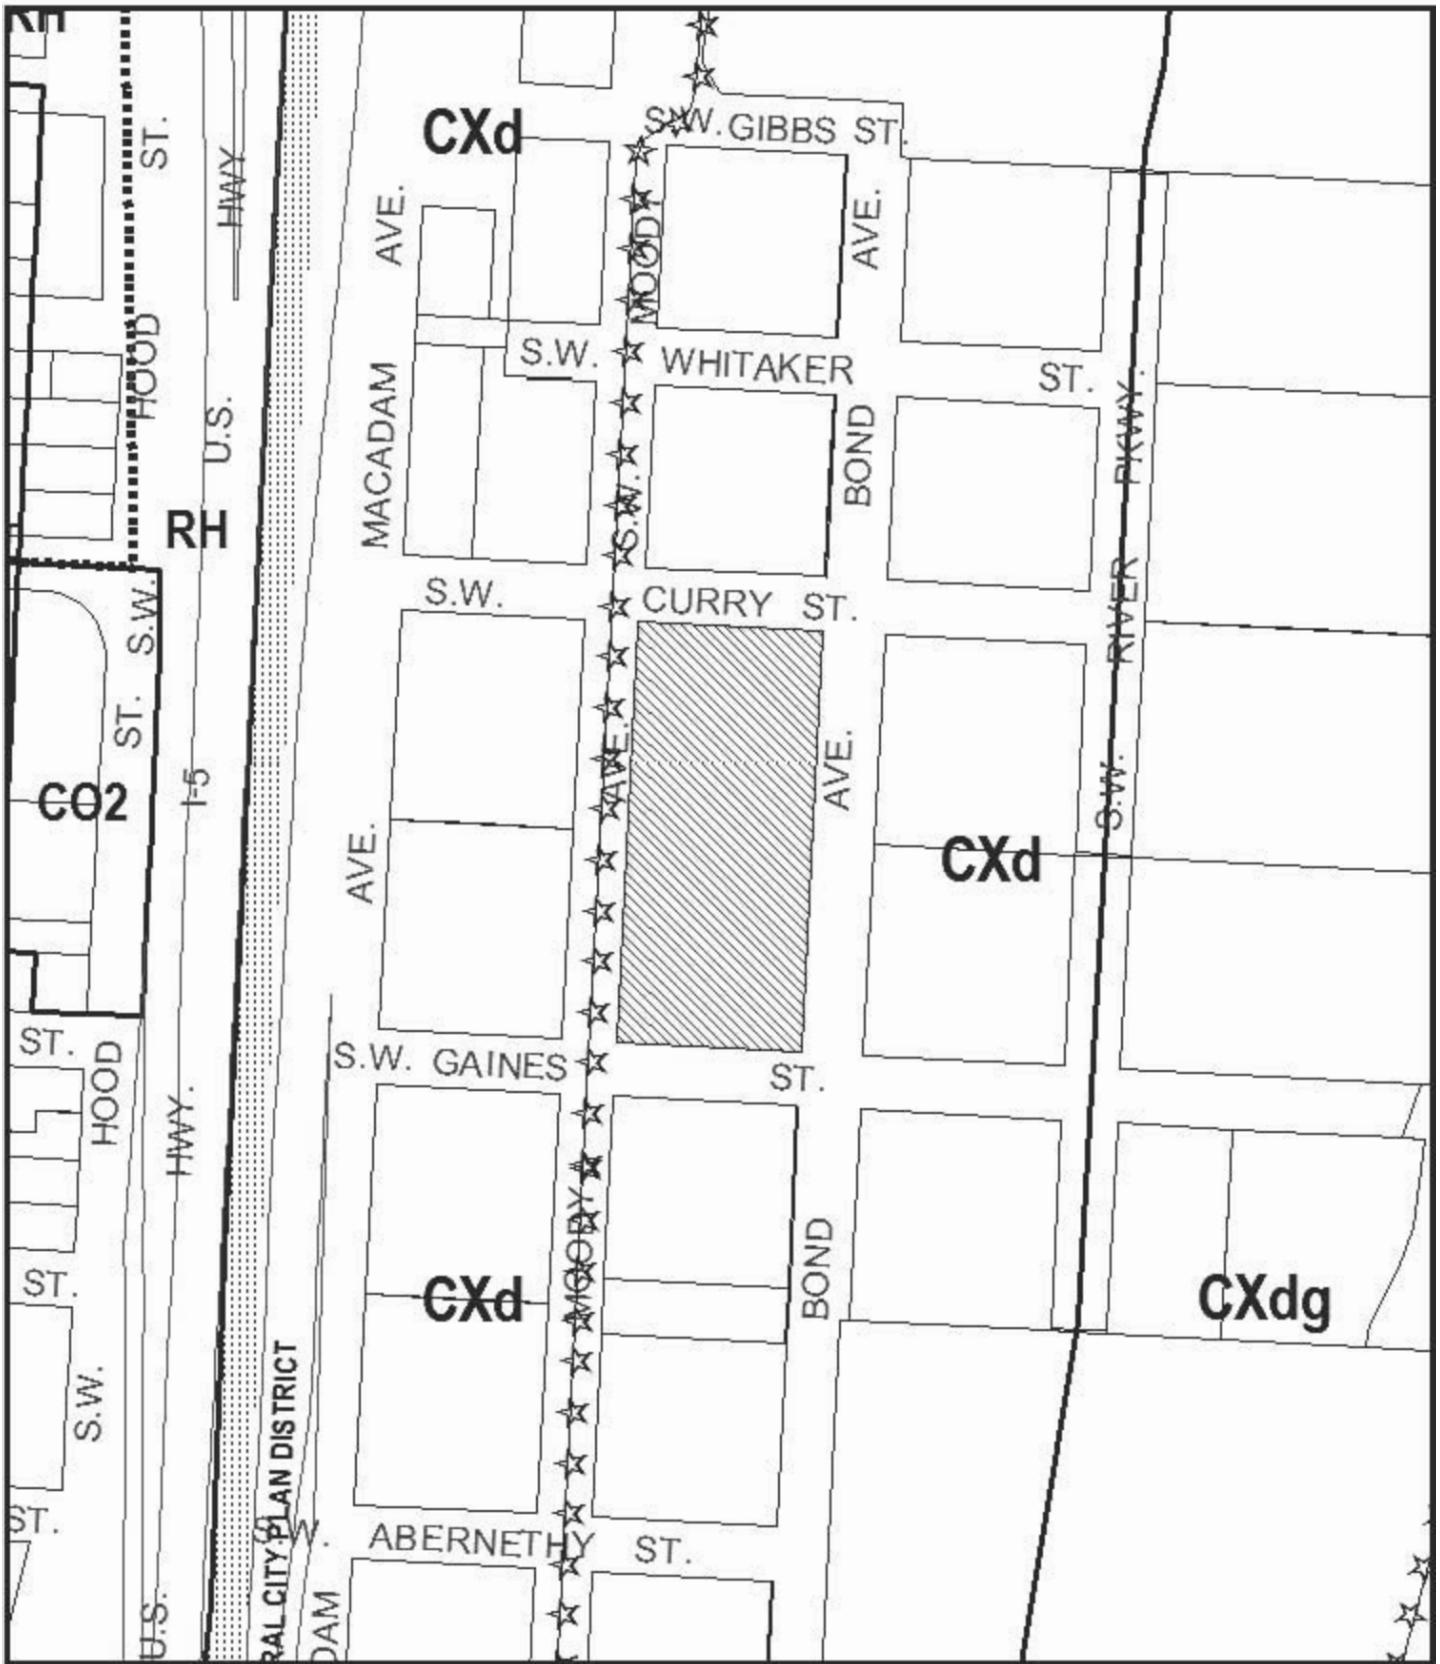 RH
CXd
S.W. GIBBS ST.
ST.
HWY
AVE.
MOODY
AVE.
HOOD
S.W. WHITAKER ST.
U.S.
MACADAM
S.W.
BOND
PKWY.
RH
S.W. CURRY ST.
S.W.
RIVER
ST.
AVE.
AVE.
S.W.
I-5
CO2
AVE.
CXd
ST.
HOOD
S.W. GAINES ST.
HWY.
MOODY
BOND
ST.
CXd
CXdg
S.W.
RAL CITY PLAN DISTRICT
ST.
S.W. ABERNETHY ST.
U.S.
DAM